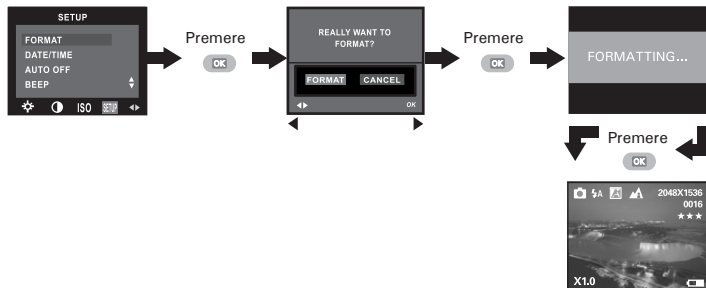 SETUP
FORMAT
DATE/TIME
AUTO OFF
BEEP
ISO SETUP
Premere
OK
REALLY WANT TO
FORMAT?
FORMAT CANCEL
OK
Premere
OK
FORMATTING...
Premere
OK
A 2048X1536
0016
X1.0